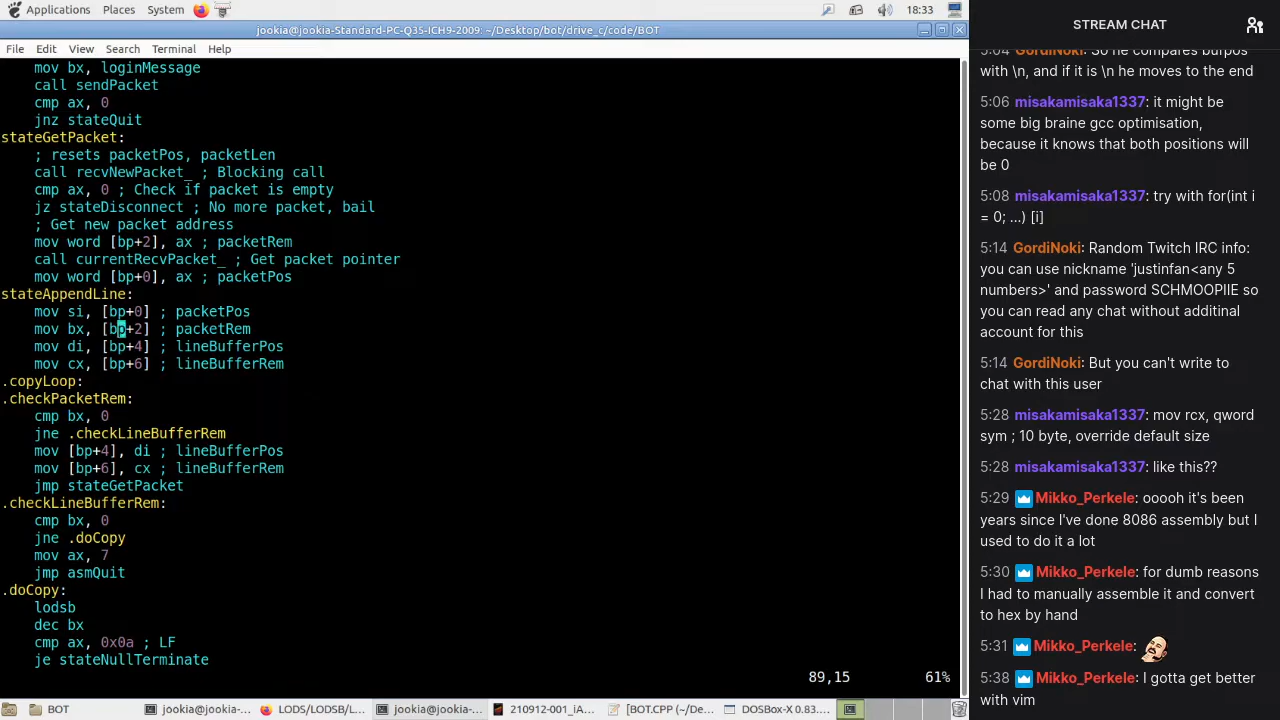 Applications Places System 18:33
jookia@jookia-Standard-PC-Q35-ICH9-2009: ~/Desktop/bot/drive_c/code/BOT
File Edit View Search Terminal Help
mov bx, loginMessage
call sendPacket
cmp ax, 0
jnz stateQuit
stateGetPacket:
; resets packetPos, packetLen
call recvNewPacket_ ; Blocking call
cmp ax, 0 ; Check if packet is empty
jz stateDisconnect ; No more packet, bail
; Get new packet address
mov word [bp+2], ax ; packetRem
call currentRecvPacket_ ; Get packet pointer
mov word [bp+0], ax ; packetPos
stateAppendLine:
mov si, [bp+0] ; packetPos
mov bx, [bp+2] ; packetRem
mov di, [bp+4] ; lineBufferPos
mov cx, [bp+6] ; lineBufferRem
.copyLoop:
.checkPacketRem:
cmp bx, 0
jne .checkLineBufferRem
mov [bp+4], di ; lineBufferPos
mov [bp+6], cx ; lineBufferRem
jmp stateGetPacket
.checkLineBufferRem:
cmp bx, 0
jne .doCopy
mov ax, 7
jmp asmQuit
.doCopy:
lodsb
dec bx
cmp ax, 0x0a ; LF
je stateNullTerminate
89,15 61%
BOT jookia@jookia-... LODS/LODSB/L... jookia@jookia-... 210912-001_iA... [BOT.CPP (~/De... DOSBox-X 0.83....
STREAM CHAT
5:04 GordiNoki: So he compares bufpos
with \n, and if it is \n he moves to the end
5:06 misakamisaka1337: it might be
some big braine gcc optimisation,
because it knows that both positions will
be 0
5:08 misakamisaka1337: try with for(int i
= 0; ...) [i]
5:14 GordiNoki: Random Twitch IRC info:
you can use nickname 'justinfan<any 5
numbers>' and password SCHMOOPIIE so
you can read any chat without additinal
account for this
5:14 GordiNoki: But you can't write to
chat with this user
5:28 misakamisaka1337: mov rcx, qword
sym ; 10 byte, override default size
5:28 misakamisaka1337: like this??
5:29 Mikko_Perkele: ooooh it's been
years since I've done 8086 assembly but I
used to do it a lot
5:30 Mikko_Perkele: for dumb reasons
I had to manually assemble it and convert
to hex by hand
5:31 Mikko_Perkele:
5:38 Mikko_Perkele: I gotta get better
with vim